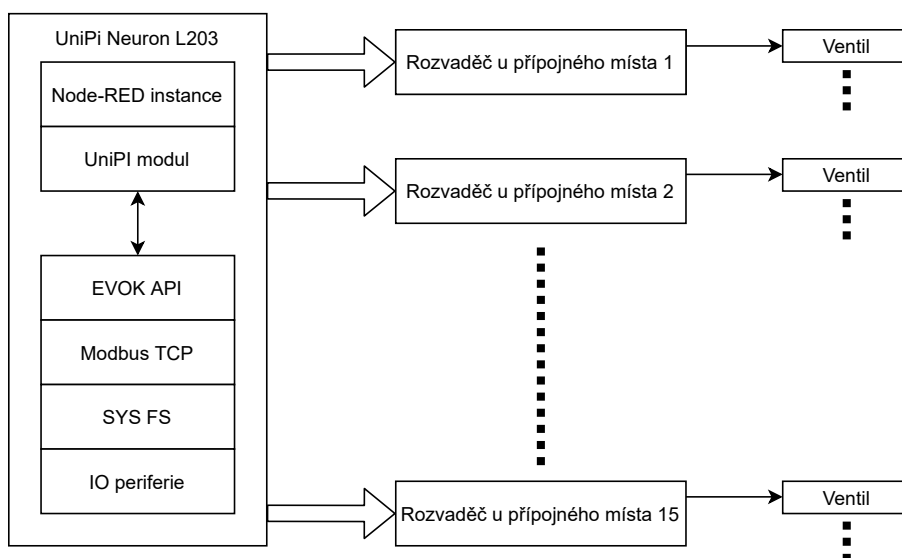 UniPi Neuron L203
Node-RED instance
UniPI modul
EVOK API
Modbus TCP
SYS FS
IO periferie
Rozvaděč u přípojného místa 1
Ventil
Rozvaděč u přípojného místa 2
Ventil
Rozvaděč u přípojného místa 15
Ventil